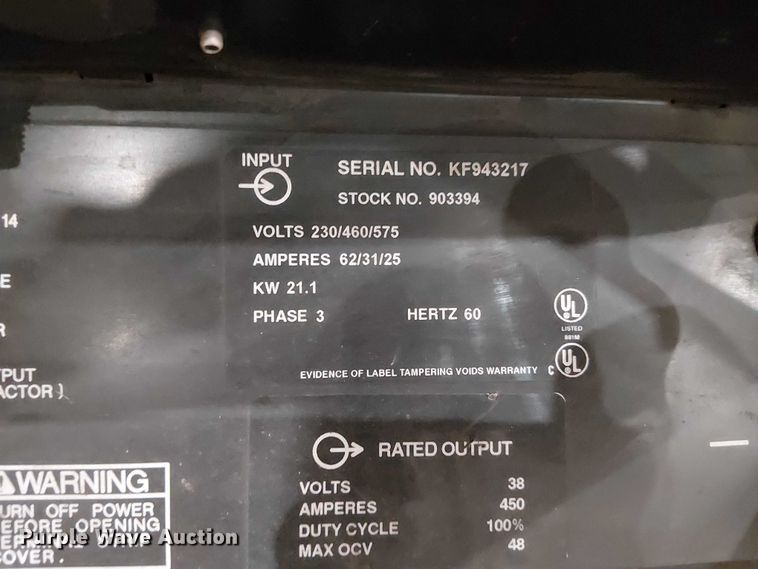 INPUT
SERIAL NO. KF943217
STOCK NO. 903394
VOLTS 230/460/575
AMPERES 62/31/25
KW 21.1
PHASE 3 HERTZ 60
UL
LISTED
EVIDENCE OF LABEL TAMPERING VOIDS WARRANTY
C UL
14
E
R
PUT
ACTOR)
RATED OUTPUT
VOLTS 38
AMPERES 450
DUTY CYCLE 100%
MAX OCV 48
WARNING
URN OFF POWER
EFORE OPENING
COVER.
Purple Wave Auction